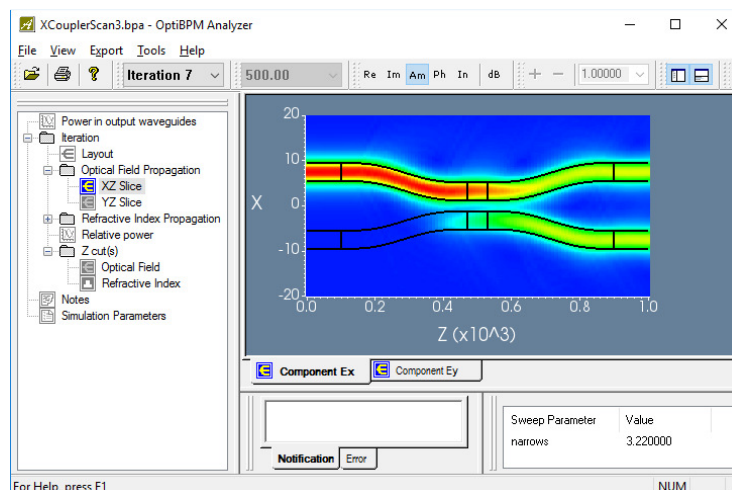 XCouplerScan3.bpa - OptiBPM Analyzer
File View Export Tools Help
Iteration 7 500.00 Re Im Am Ph In dB 1.00000
Power in output waveguides
Iteration
Layout
Optical Field Propagation
XZ Slice
YZ Slice
Refractive Index Propagation
Relative power
Z cut(s)
Optical Field
Refractive Index
Notes
Simulation Parameters
20
10
X 0
-10
-20
0.0 0.2 0.4 0.6 0.8 1.0
Z (x10^3)
Component Ex Component Ey
Notification Error
Sweep Parameter Value
narrows 3.220000
For Help, press F1 NUM